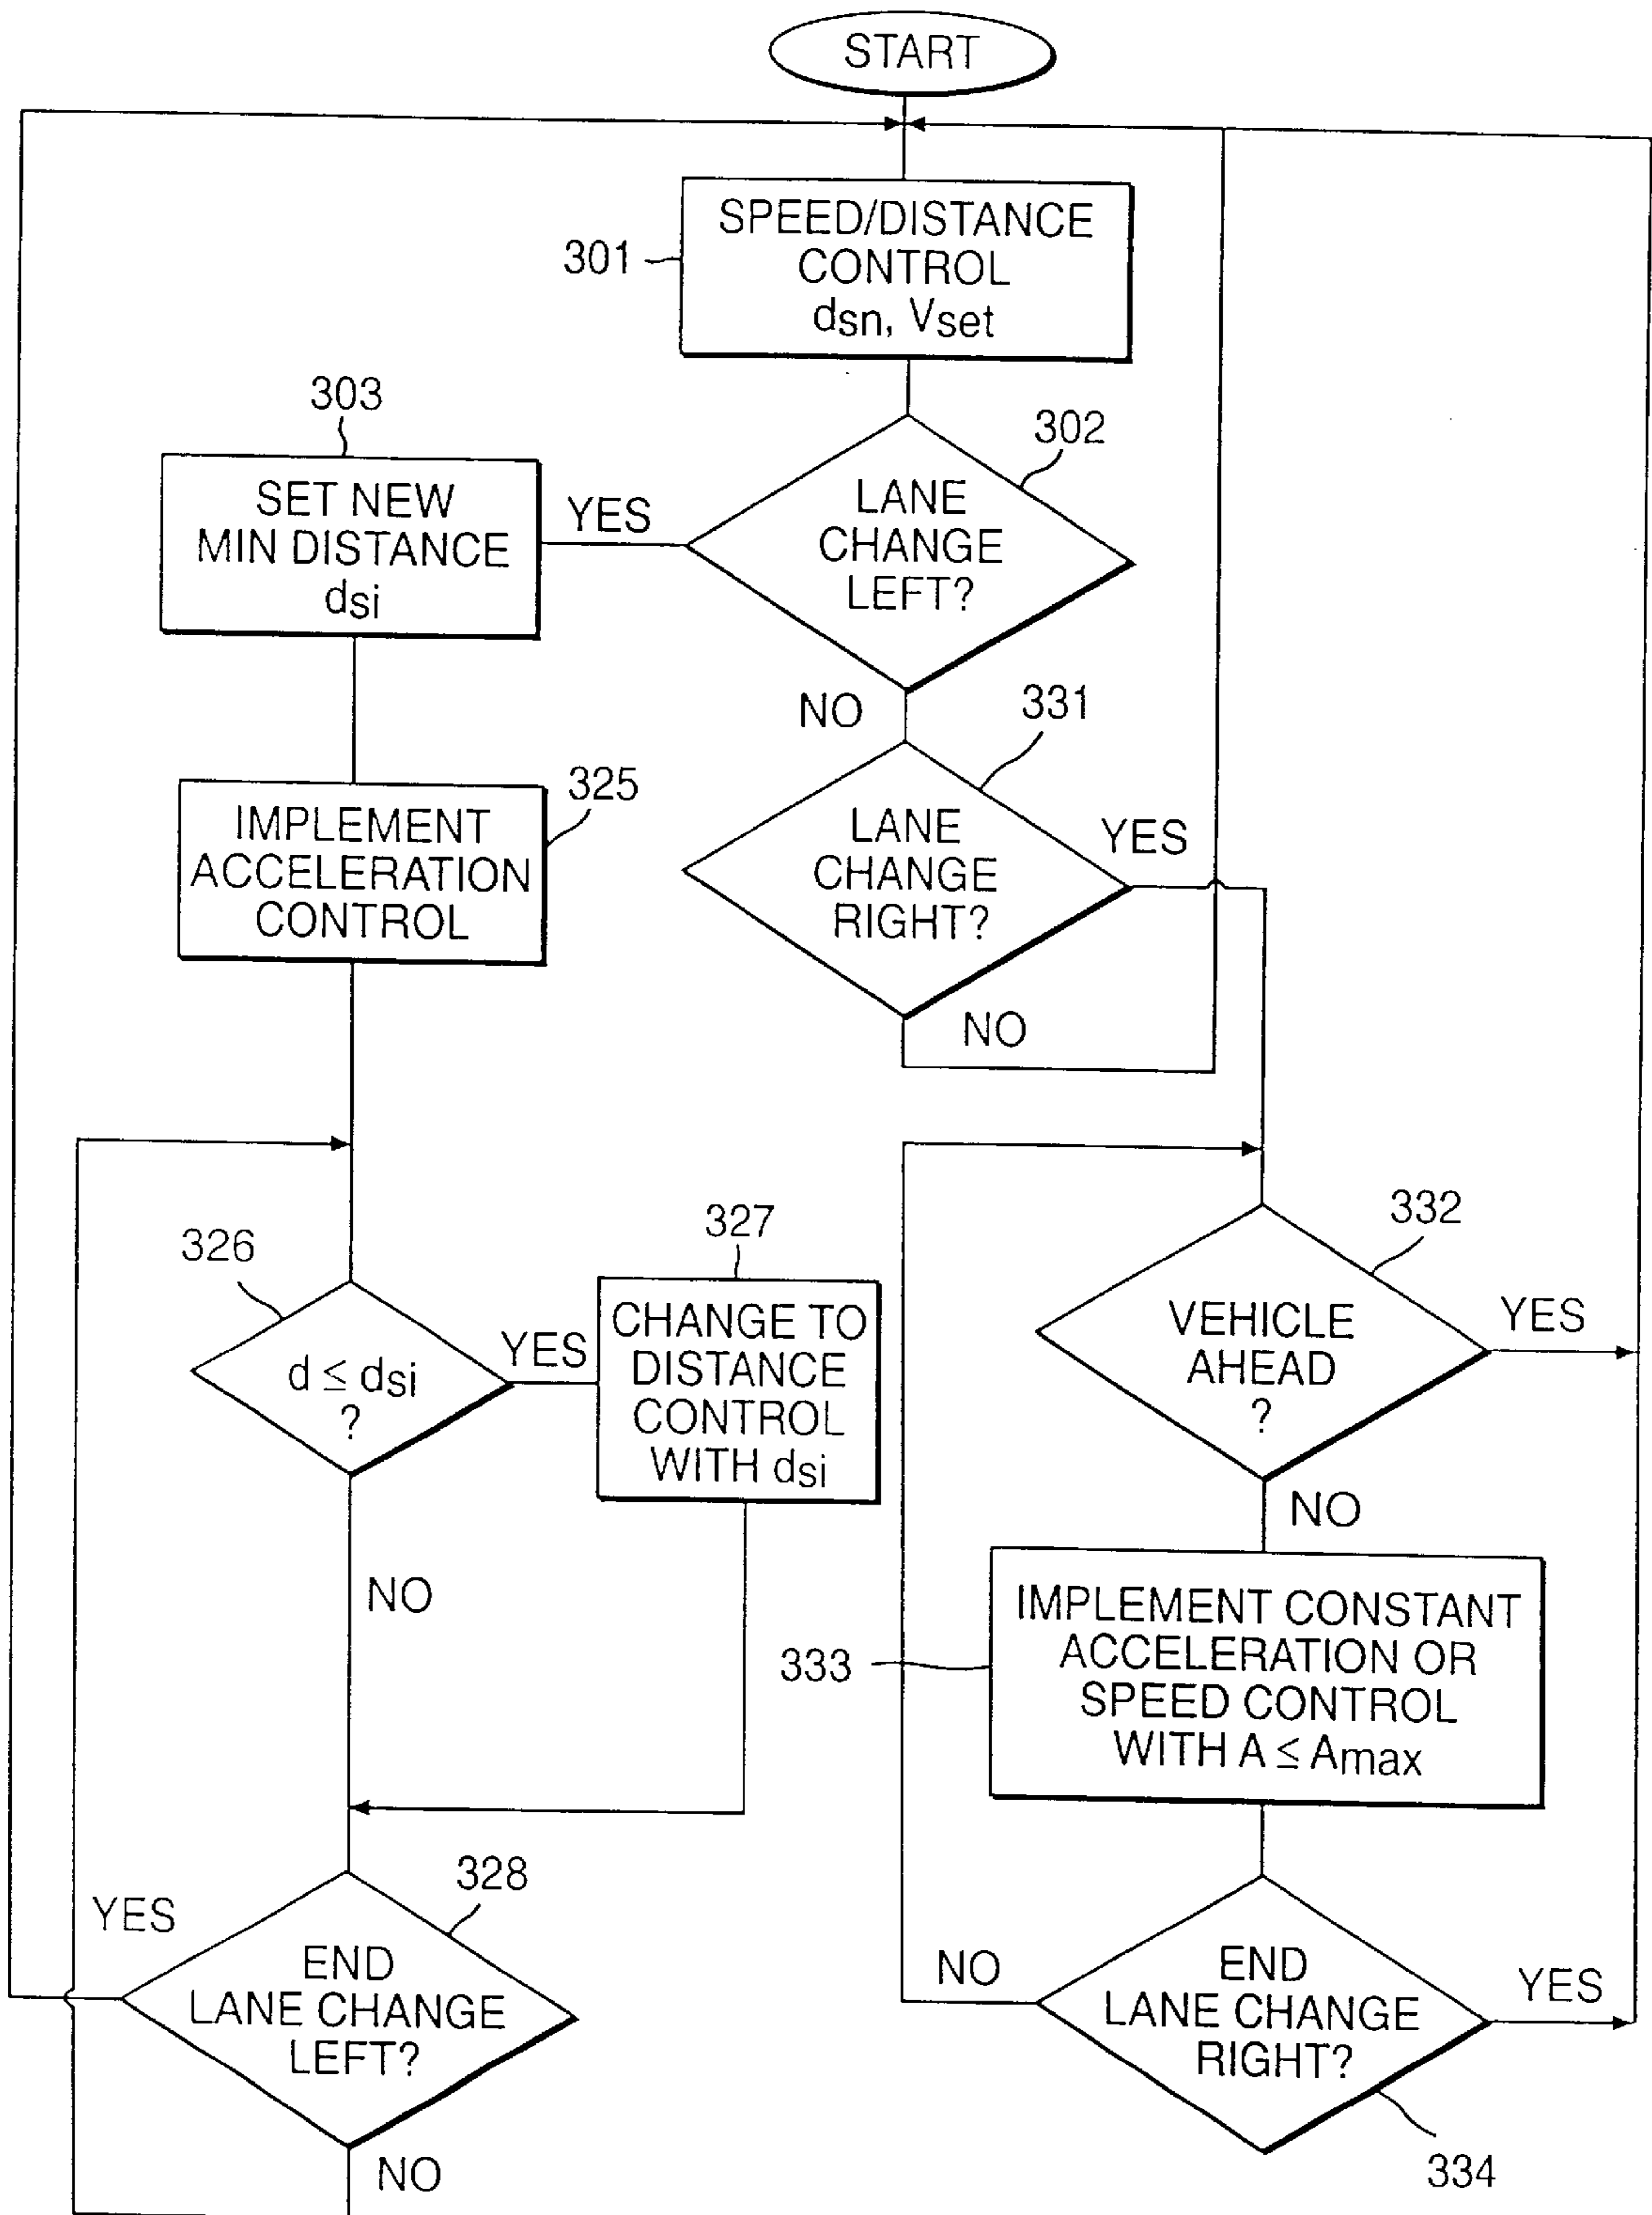 START
SPEED/DISTANCE
CONTROL
dsn, Vset
301
303
302
SET NEW
MIN DISTANCE
dsi
YES
LANE
CHANGE
LEFT?
NO
331
325
IMPLEMENT
ACCELERATION
CONTROL
LANE
CHANGE
RIGHT?
YES
NO
326
327
332
d ≤ dsi
?
YES
CHANGE TO
DISTANCE
CONTROL
WITH dsi
VEHICLE
AHEAD
?
YES
NO
NO
333
IMPLEMENT CONSTANT
ACCELERATION OR
SPEED CONTROL
WITH A ≤ Amax
328
YES
END
LANE CHANGE
LEFT?
NO
NO
END
LANE CHANGE
RIGHT?
YES
334